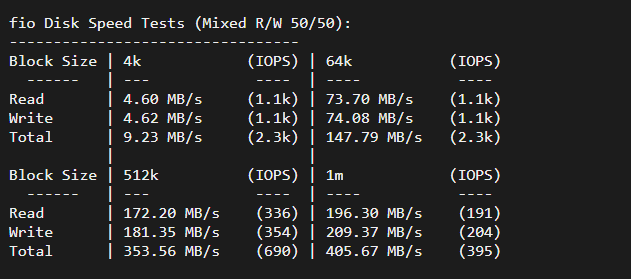 fio Disk Speed Tests (Mixed R/W 50/50):
---------------------------------
Block Size | 4k            (IOPS) | 64k           (IOPS)
  ------   | ---            ----  | ----           ----
Read       | 4.60 MB/s     (1.1k) | 73.70 MB/s    (1.1k)
Write      | 4.62 MB/s     (1.1k) | 74.08 MB/s    (1.1k)
Total      | 9.23 MB/s     (2.3k) | 147.79 MB/s   (2.3k)
           |                      |
Block Size | 512k          (IOPS) | 1m            (IOPS)
  ------   | ---            ----  | ----           ----
Read       | 172.20 MB/s    (336) | 196.30 MB/s    (191)
Write      | 181.35 MB/s    (354) | 209.37 MB/s    (204)
Total      | 353.56 MB/s    (690) | 405.67 MB/s    (395)